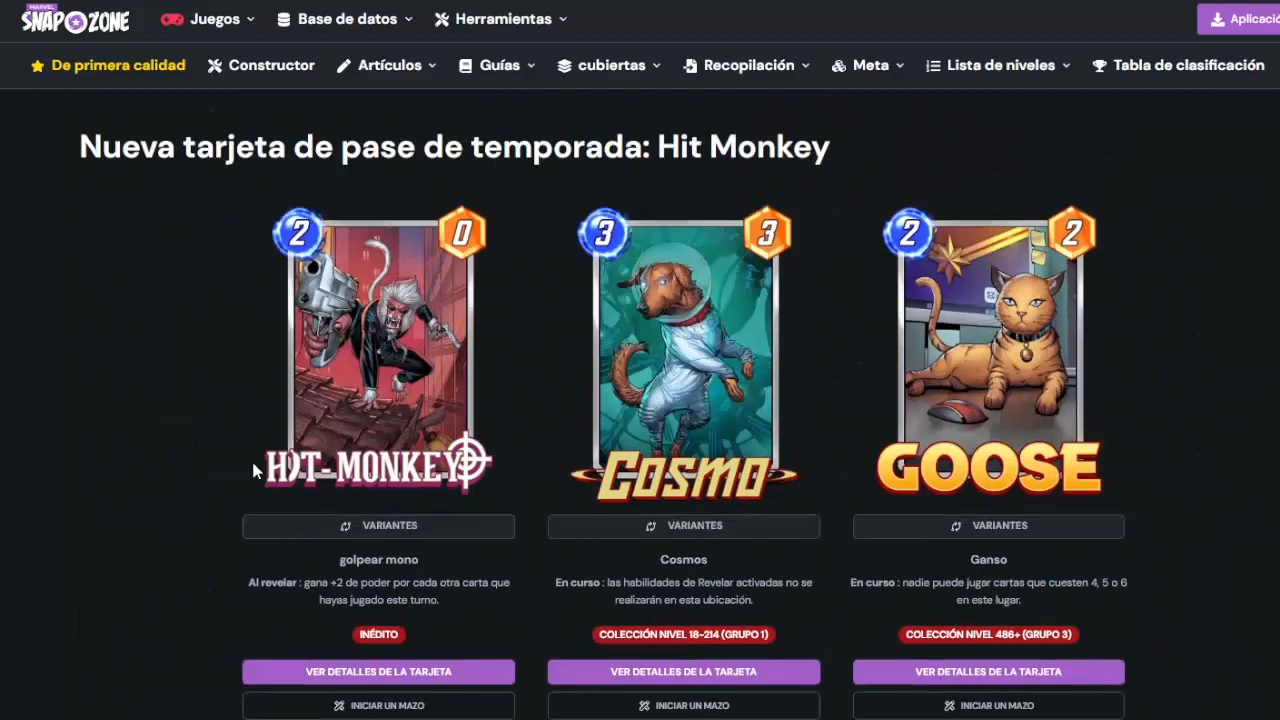 MARVEL
SNAP ZONE
Juegos
Base de datos
Herramientas
Aplicació
De primera calidad
Constructor
Artículos
Guías
cubiertas
Recopilación
Meta
Lista de niveles
Tabla de clasificación
Nueva tarjeta de pase de temporada: Hit Monkey
2 0
3 3
2 2
HIT-MONKEY
COSMO
GOOSE
VARIANTES
VARIANTES
VARIANTES
golpear mono
Cosmos
Ganso
Al revelar : gana +2 de poder por cada otra carta que
hayas jugado este turno.
En curso : las habilidades de Revelar activadas no se
realizarán en esta ubicación.
En curso : nadie puede jugar cartas que cuesten 4, 5 o 6
en este lugar.
INÉDITO
COLECCIÓN NIVEL 18-214 (GRUPO 1)
COLECCIÓN NIVEL 486+ (GRUPO 3)
VER DETALLES DE LA TARJETA
VER DETALLES DE LA TARJETA
VER DETALLES DE LA TARJETA
INICIAR UN MAZO
INICIAR UN MAZO
INICIAR UN MAZO